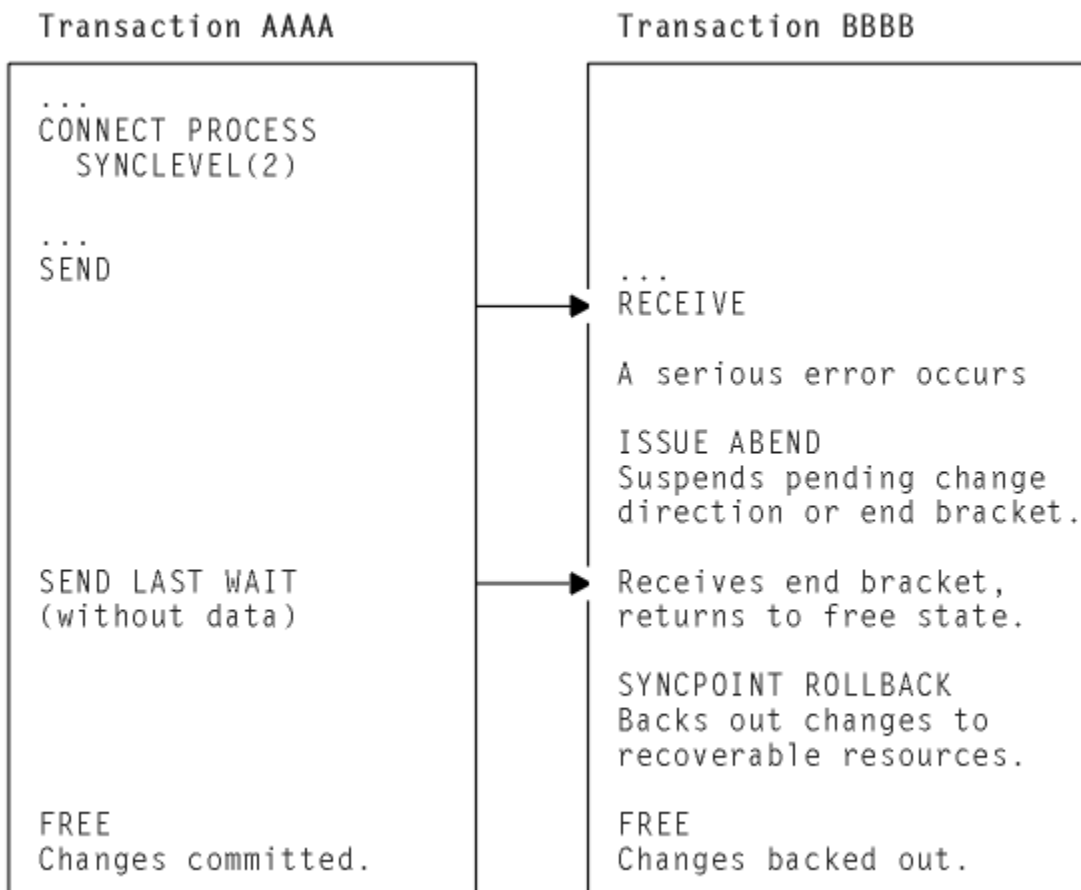 Transaction AAAA
...
CONNECT PROCESS
SYNCLEVEL(2)
...
SEND
SEND LAST WAIT
(without data)
FREE
Changes committed.
Transaction BBBB
...
RECEIVE
A serious error occurs
ISSUE ABEND
Suspends pending change
direction or end bracket.
Receives end bracket,
returns to free state.
SYNCPOINT ROLLBACK
Backs out changes to
recoverable resources.
FREE
Changes backed out.